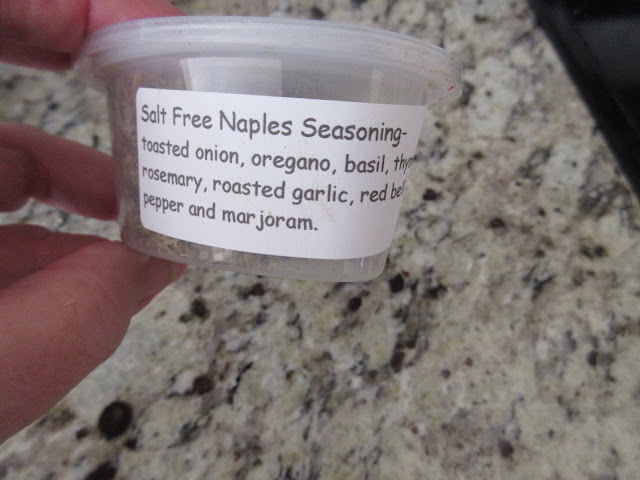 Salt Free Naples Seasoning-
toasted onion, oregano, basil,
rosemary, roasted garlic, red
pepper and marjoram.